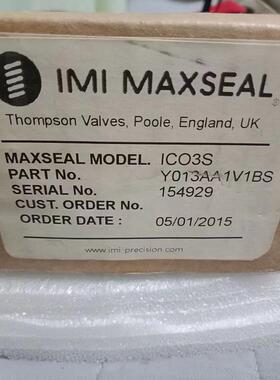 IMI MAXSEAL®
Thompson Valves, Poole, England, UK
MAXSEAL MODEL. ICO3S
PART No. Y013AA1V1BS
SERIAL No. 154929
CUST. ORDER No.
ORDER DATE : 05/01/2015
www.imi-precision.com